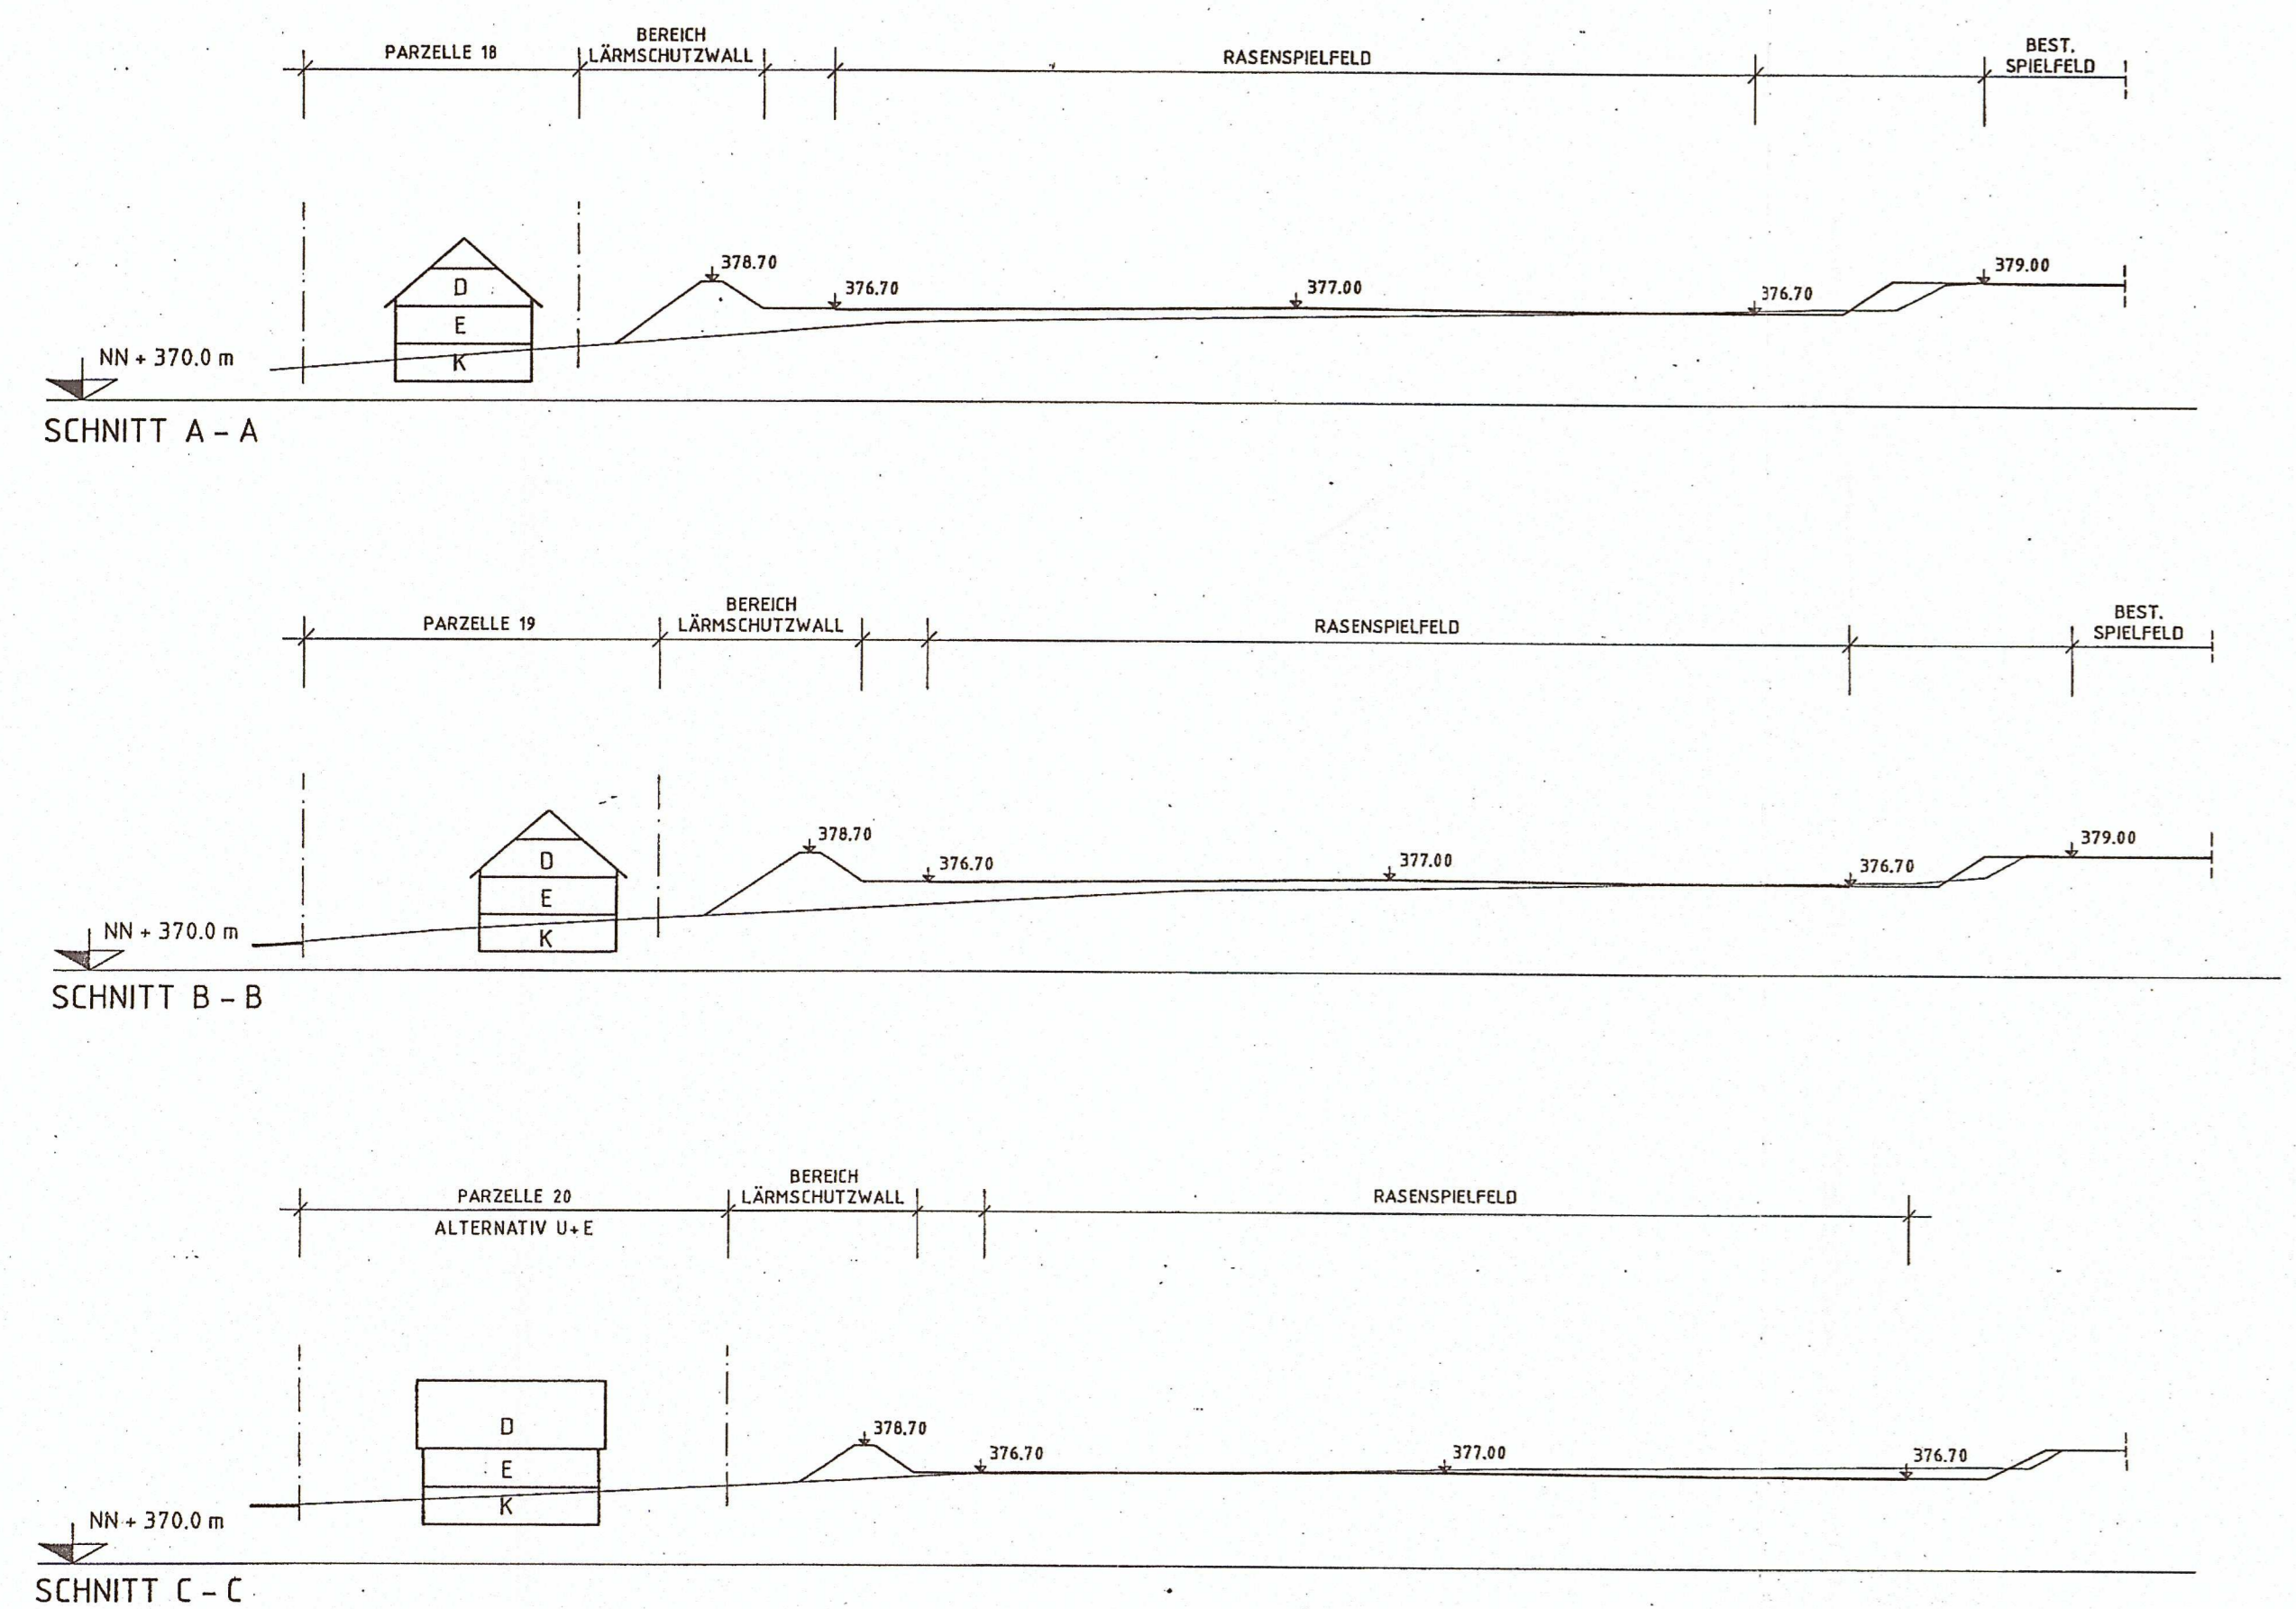 PARZELLE 18
BEREICH
LÄRMSCHUTZWALL
RASENSPIELFELD
BEST.
SPIELFELD
378.70
376.70
377.00
376.70
379.00
D
E
K
NN + 370.0 m
SCHNITT A – A
PARZELLE 19
BEREICH
LÄRMSCHUTZWALL
RASENSPIELFELD
BEST.
SPIELFELD
378.70
376.70
377.00
376.70
379.00
D
E
K
NN + 370.0 m
SCHNITT B – B
PARZELLE 20
ALTERNATIV U+E
BEREICH
LÄRMSCHUTZWALL
RASENSPIELFELD
378.70
376.70
377.00
376.70
D
E
K
NN + 370.0 m
SCHNITT C – C